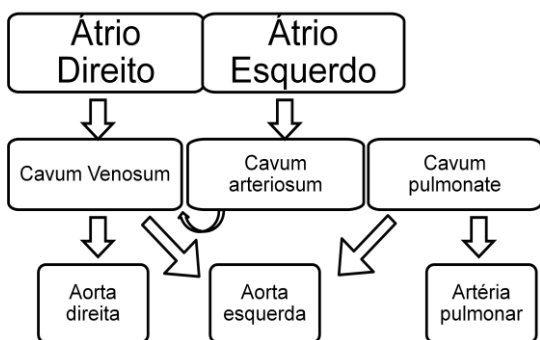 Átrio
Direito
Átrio
Esquerdo
Cavum Venosum
Cavum
arteriosum
Cavum
pulmonate
Aorta
direita
Aorta
esquerda
Artéria
pulmonar